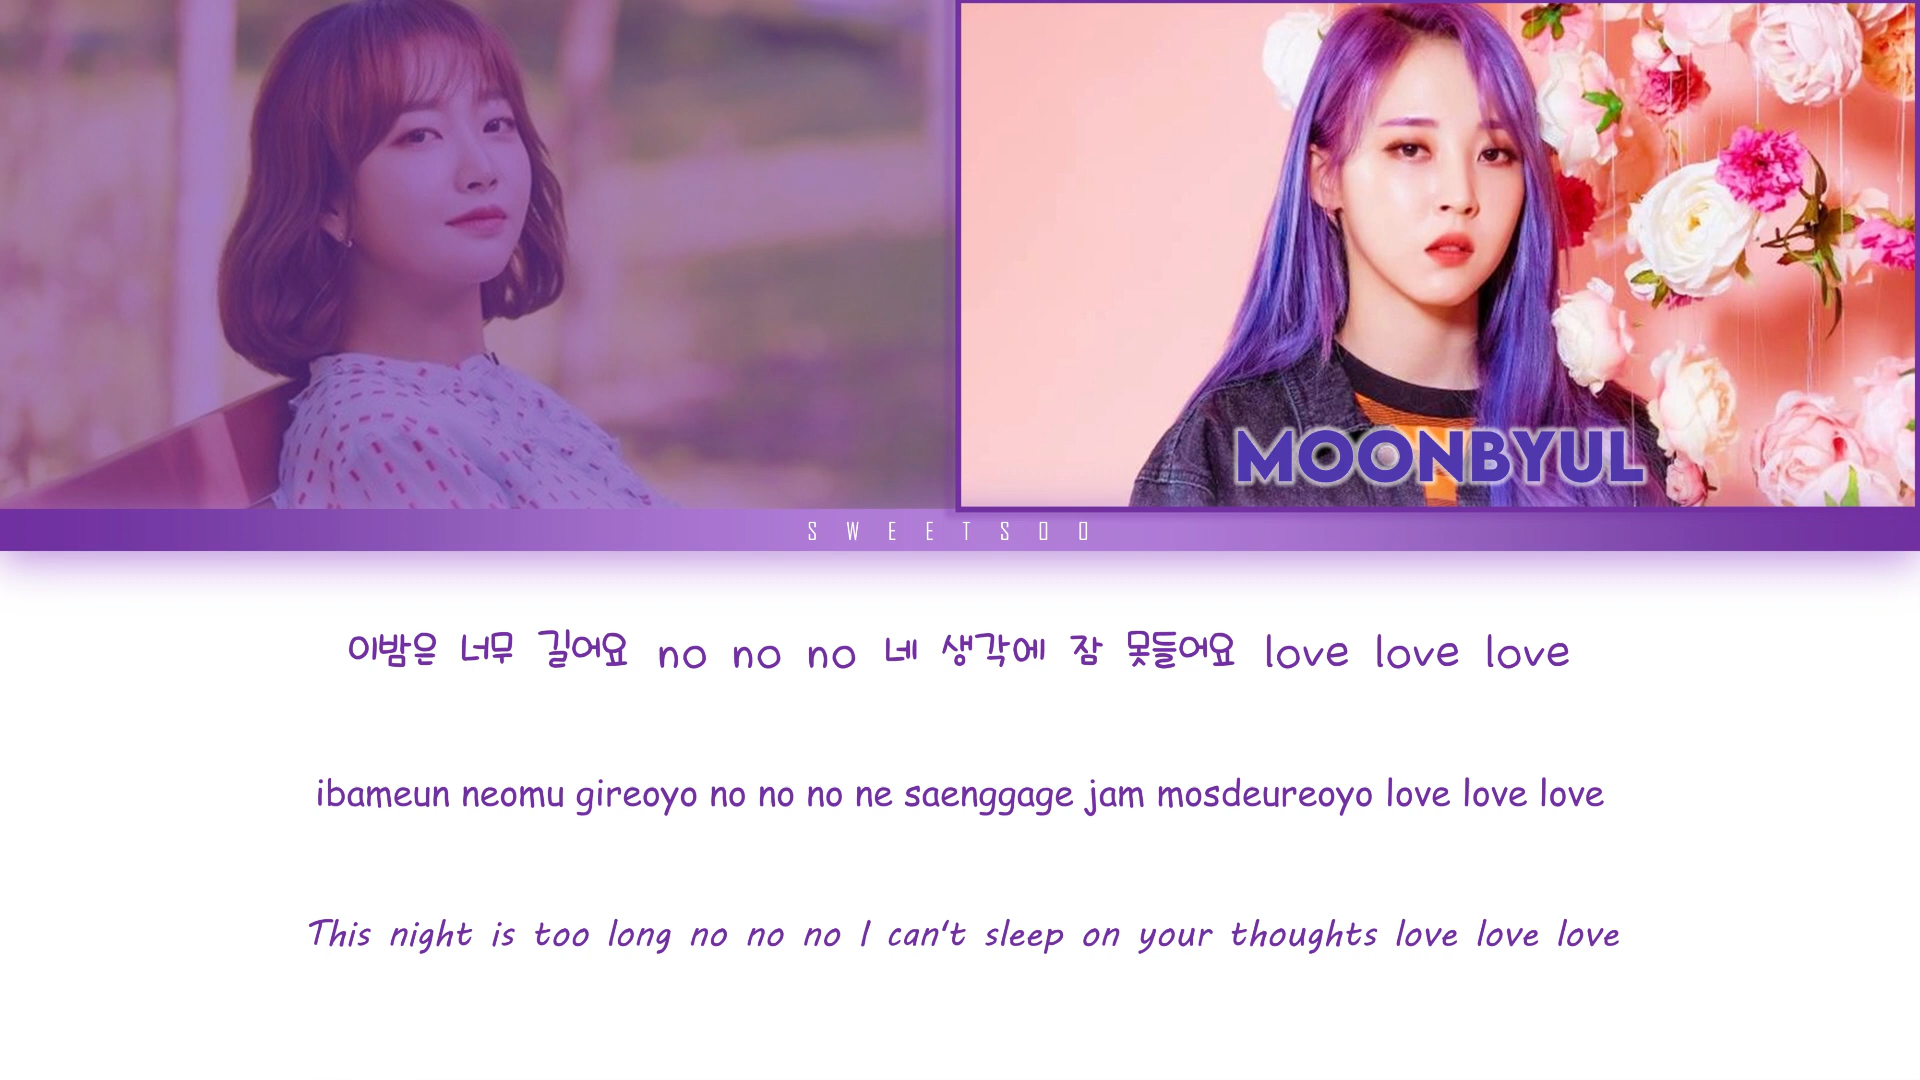 MOONBYUL
SWEETSOO
이밤은 너무 길어요 no no no 네 생각에 잠 못들어요 love love love
ibameun neomu gireoyo no no no ne saenggage jam mosdeureoyo love love love
This night is too long no no no I can't sleep on your thoughts love love love